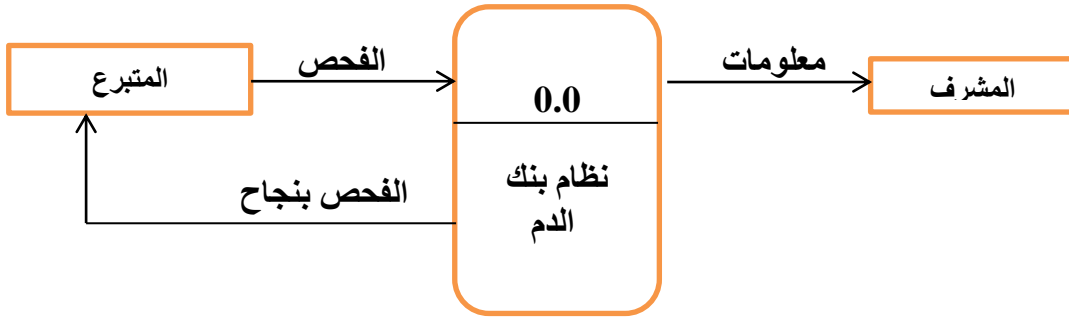 المتبرع
الفحص
0.0
نظام بنك
الدم
معلومات
المشرف
الفحص بنجاح